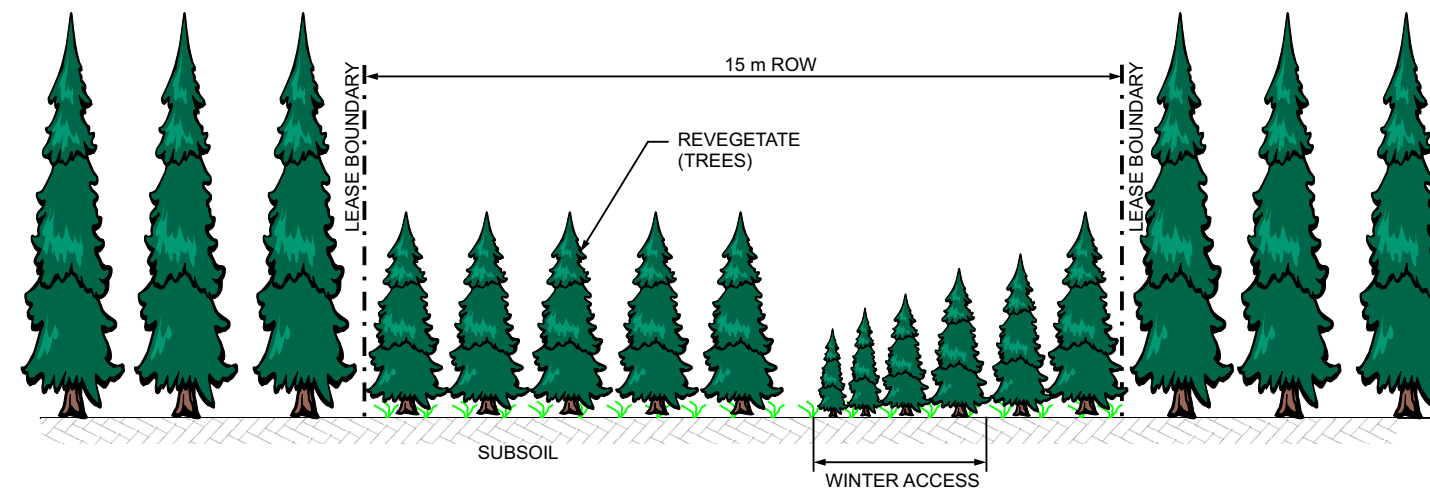 15 m ROW
LEASE BOUNDARY
LEASE BOUNDARY
REVEGETATE
(TREES)
SUBSOIL
WINTER ACCESS